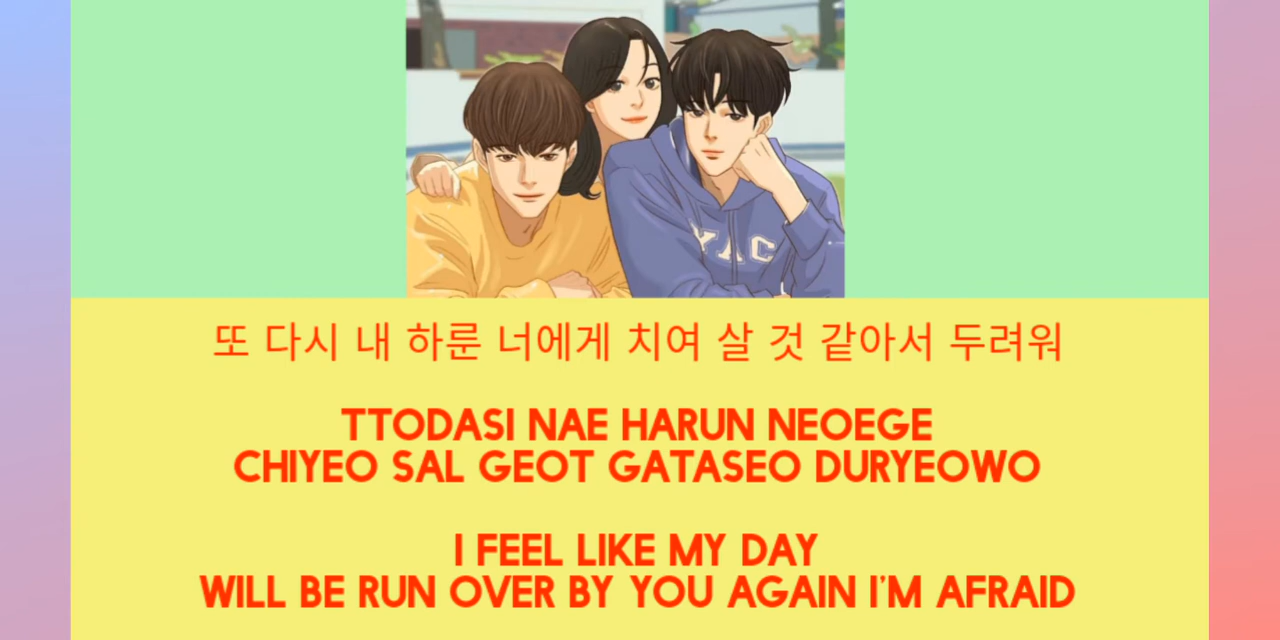 YAC
또 다시 내 하룬 너에게 치여 살 것 같아서 두려워
TTODASI NAE HARUN NEOEGE
CHIYEO SAL GEOT GATASEO DURYEOWO
I FEEL LIKE MY DAY
WILL BE RUN OVER BY YOU AGAIN I'M AFRAID